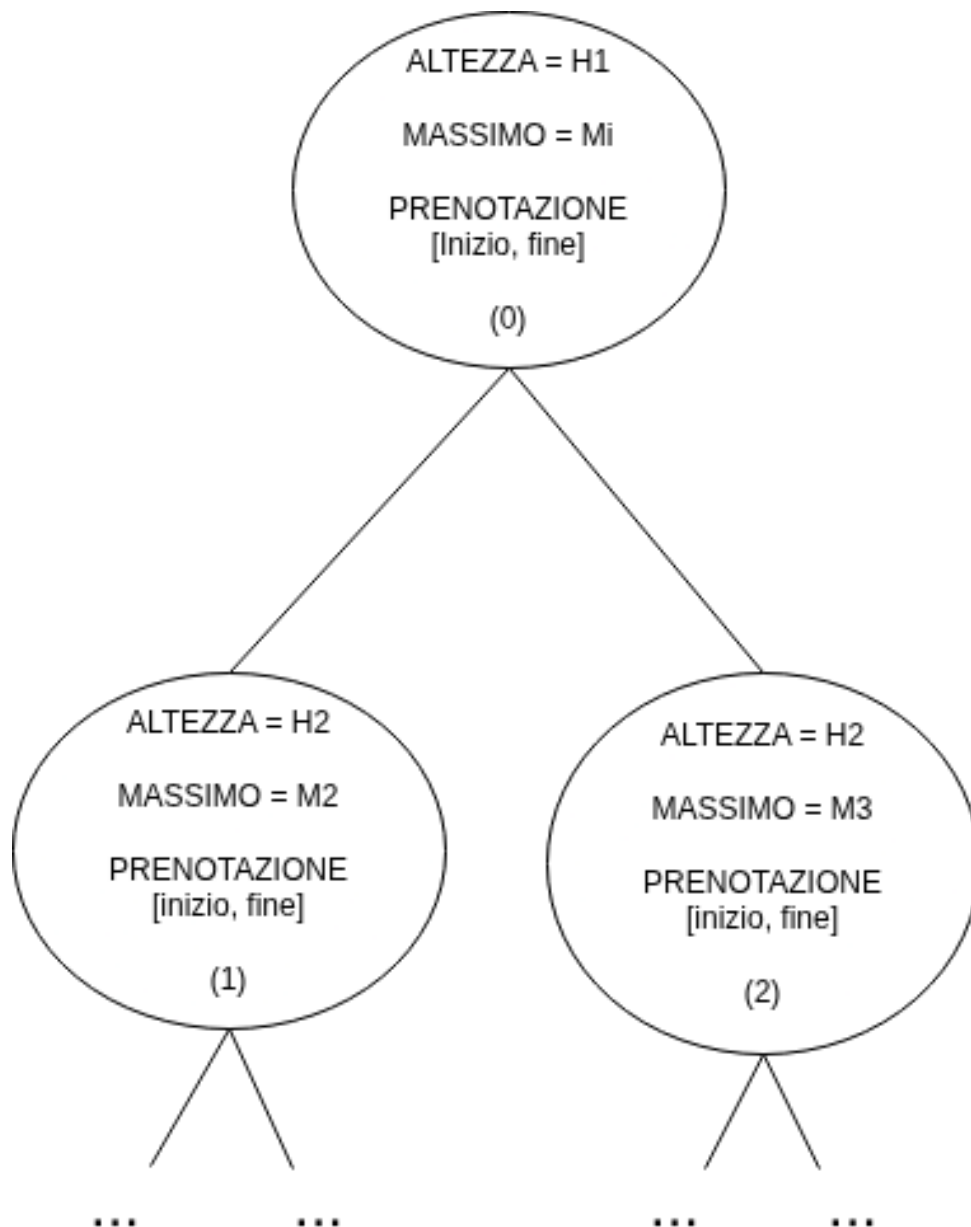 ALTEZZA = H1
MASSIMO = Mi
PRENOTAZIONE
[Inizio, fine]
(0)
ALTEZZA = H2
MASSIMO = M2
PRENOTAZIONE
[inizio, fine]
(1)
ALTEZZA = H2
MASSIMO = M3
PRENOTAZIONE
[inizio, fine]
(2)
... ... ... ...